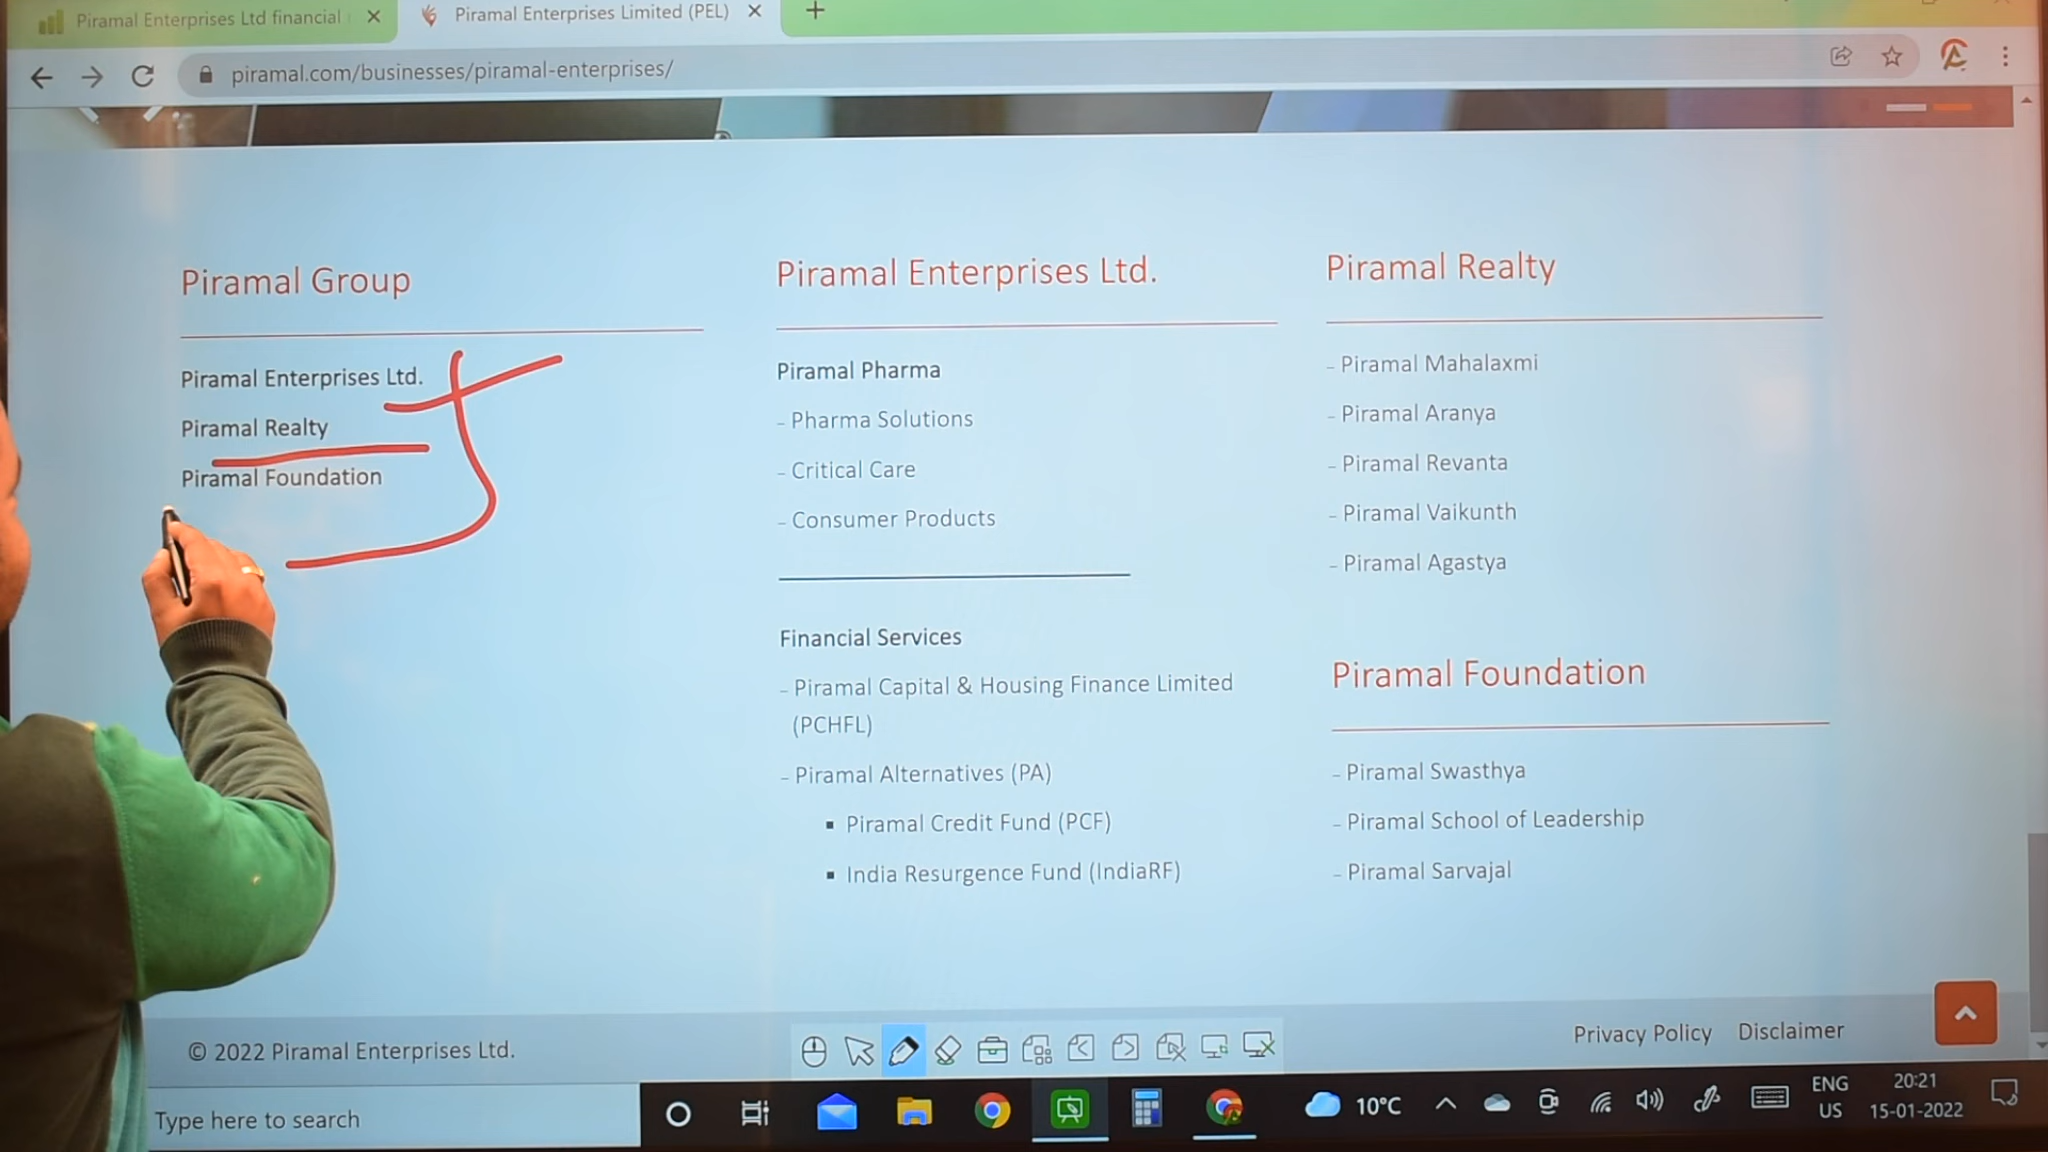 Piramal Enterprises Ltd financial
Piramal Enterprises Limited (PEL)
piramal.com/businesses/piramal-enterprises/
Piramal Group
Piramal Enterprises Ltd.
Piramal Realty
Piramal Foundation
Piramal Enterprises Ltd.
Piramal Pharma
- Pharma Solutions
- Critical Care
- Consumer Products
Financial Services
- Piramal Capital & Housing Finance Limited
(PCHFL)
- Piramal Alternatives (PA)
▪ Piramal Credit Fund (PCF)
▪ India Resurgence Fund (IndiaRF)
Piramal Realty
- Piramal Mahalaxmi
- Piramal Aranya
- Piramal Revanta
- Piramal Vaikunth
- Piramal Agastya
Piramal Foundation
- Piramal Swasthya
- Piramal School of Leadership
- Piramal Sarvajal
© 2022 Piramal Enterprises Ltd.
Privacy Policy Disclaimer
Type here to search
10°C
ENG
US
20:21
15-01-2022